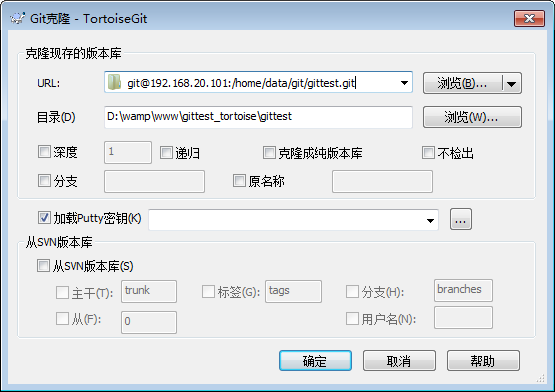 Git克隆 - TortoiseGit
克隆现存的版本库
URL: git@192.168.20.101:/home/data/git/gittest.git 浏览(B)...
目录(D) D:\wamp\www\gittest_tortoise\gittest 浏览(W)...
深度 1 递归 克隆成纯版本库 不检出
分支 原名称
加载Putty密钥(K) ...
从SVN版本库
从SVN版本库(S)
主干(T): trunk 标签(G): tags 分支(H): branches
从(F): 0 用户名(N):
确定 取消 帮助